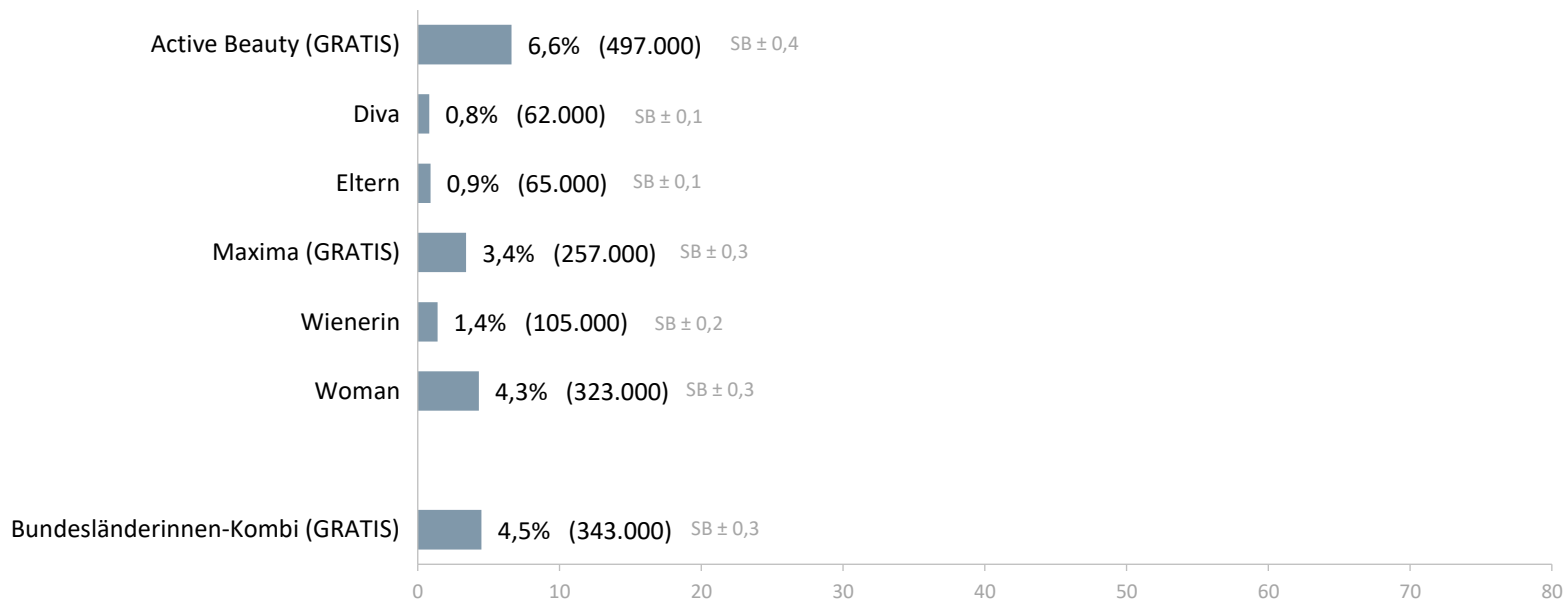 Active Beauty (GRATIS) 6,6% (497.000) SB ± 0,4
Diva 0,8% (62.000) SB ± 0,1
Eltern 0,9% (65.000) SB ± 0,1
Maxima (GRATIS) 3,4% (257.000) SB ± 0,3
Wienerin 1,4% (105.000) SB ± 0,2
Woman 4,3% (323.000) SB ± 0,3
Bundesländerinnen-Kombi (GRATIS) 4,5% (343.000) SB ± 0,3
0 10 20 30 40 50 60 70 80